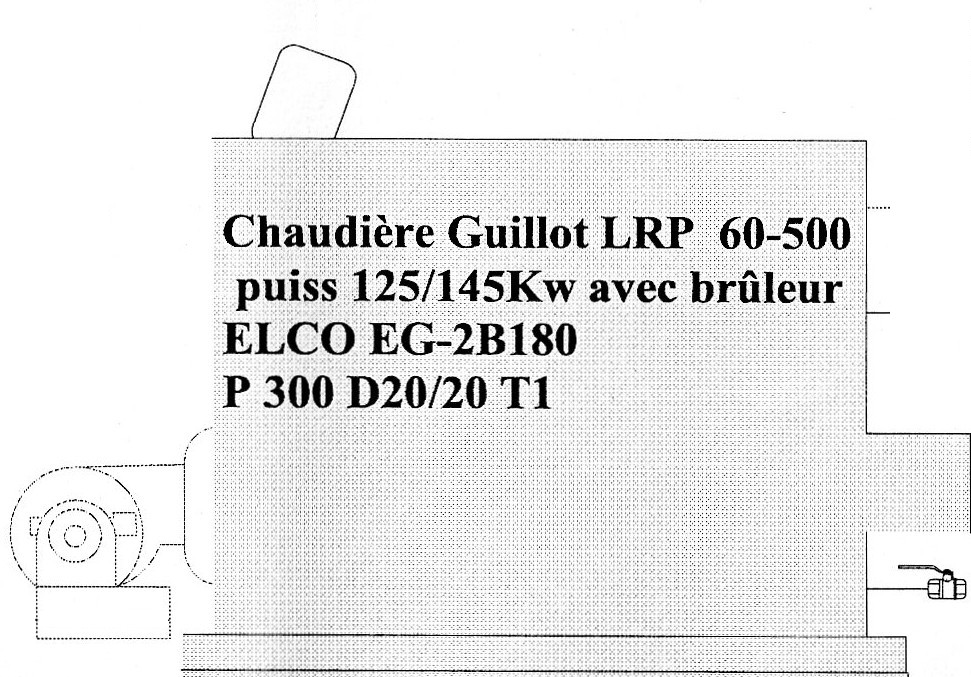 Chaudière Guillot LRP  60-500
puiss 125/145Kw avec brûleur
ELCO EG-2B180
P 300 D20/20 T1